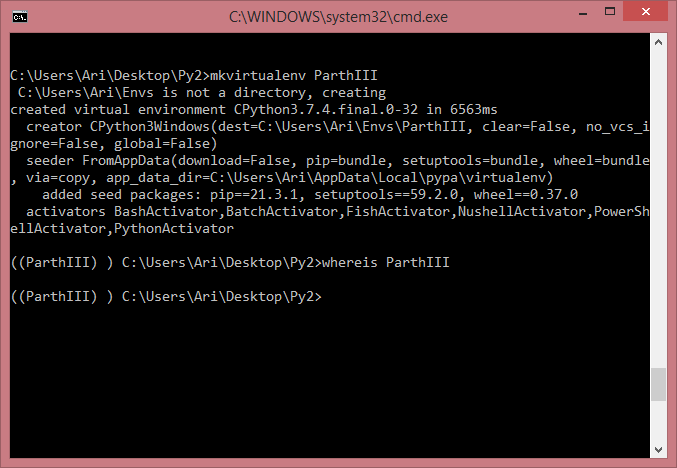 C:\WINDOWS\system32\cmd.exe
C:\Users\Ari\Desktop\Py2>mkvirtualenv ParthIII
 C:\Users\Ari\Envs is not a directory, creating
created virtual environment CPython3.7.4.final.0-32 in 6563ms
  creator CPython3Windows(dest=C:\Users\Ari\Envs\ParthIII, clear=False, no_vcs_i
gnore=False, global=False)
  seeder FromAppData(download=False, pip=bundle, setuptools=bundle, wheel=bundle
, via=copy, app_data_dir=C:\Users\Ari\AppData\Local\pypa\virtualenv)
    added seed packages: pip==21.3.1, setuptools==59.2.0, wheel==0.37.0
  activators BashActivator,BatchActivator,FishActivator,NushellActivator,PowerSh
ellActivator,PythonActivator
((ParthIII) ) C:\Users\Ari\Desktop\Py2>whereis ParthIII
((ParthIII) ) C:\Users\Ari\Desktop\Py2>